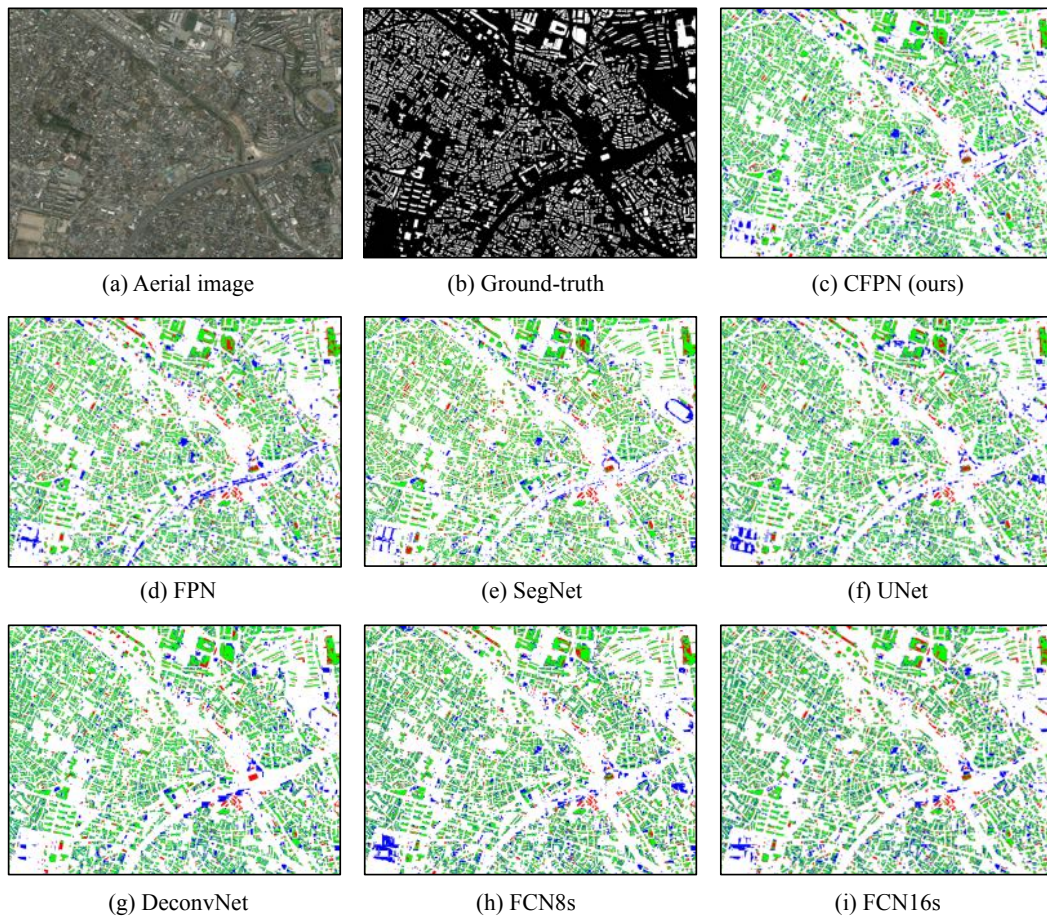 (a) Aerial image
(b) Ground-truth
(c) CFPN (ours)
(d) FPN
(e) SegNet
(f) UNet
(g) DeconvNet
(h) FCN8s
(i) FCN16s